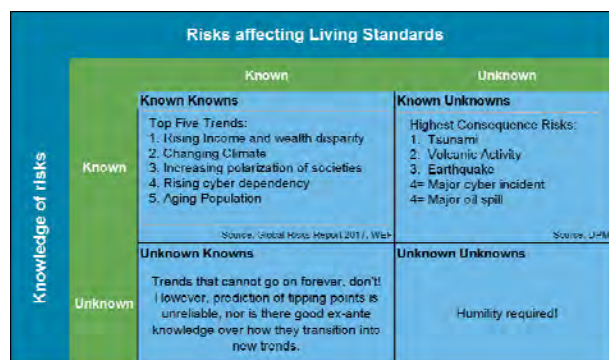 Risks affecting Living Standards
Known
Unknown
Knowledge of risks
Known
Known Knowns
Top Five Trends:
1. Rising Income and wealth disparity
2. Changing Climate
3. Increasing polarization of societies
4. Rising cyber dependency
5. Aging Population
Source, Global Risks Report 2017, WEF
Known Unknowns
Highest Consequence Risks:
1. Tsunami
2. Volcanic Activity
3. Earthquake
4= Major cyber incident
4= Major oil spill
Source, DPMC
Unknown
Unknown Knowns
Trends that cannot go on forever, don't!
However, prediction of tipping points is
unreliable, nor is there good ex-ante
knowledge over how they transition into
new trends.
Unknown Unknowns
Humility required!